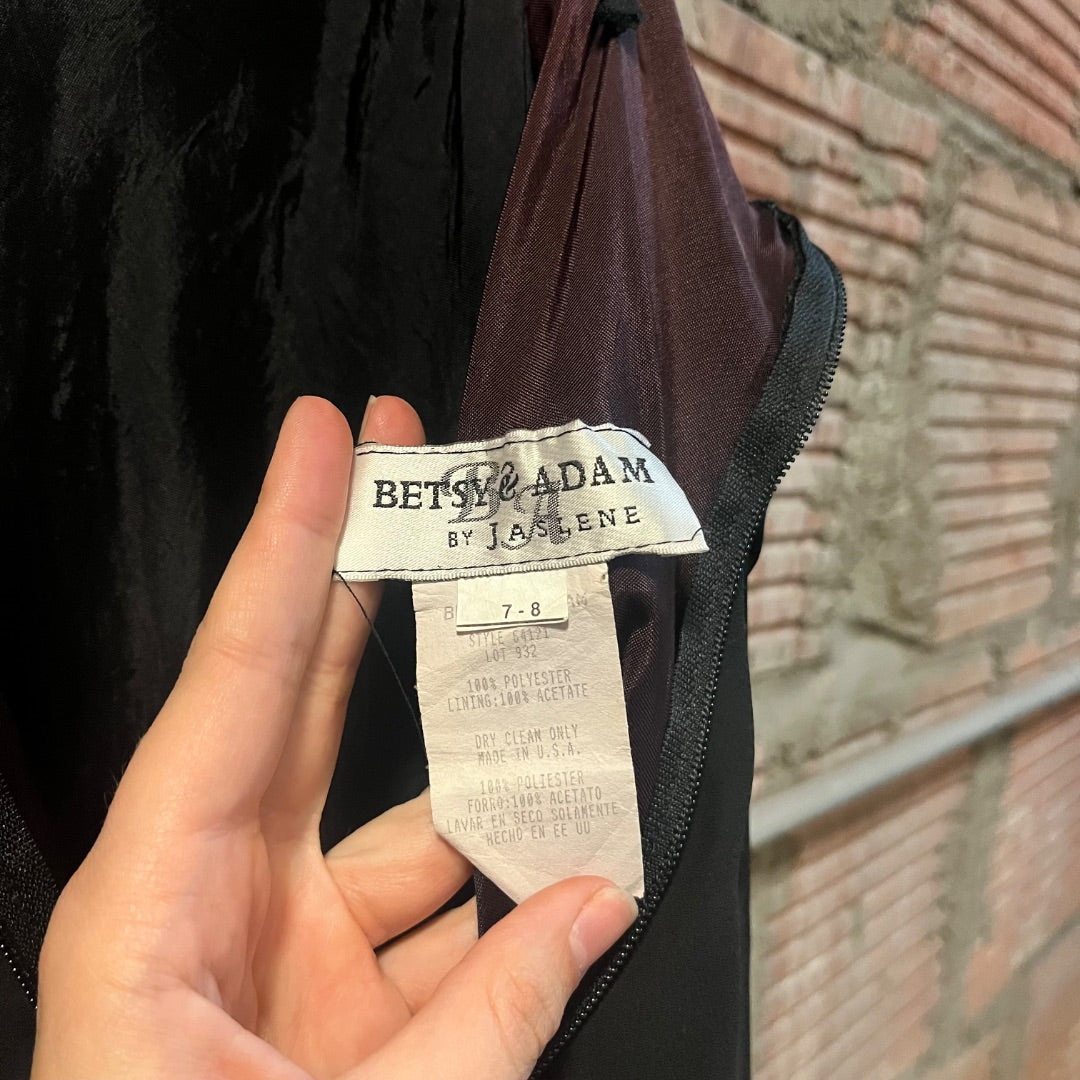 BETSY & ADAM
BY JASLENE
7-8
STYLE 64121
LOT 932
100% POLYESTER
LINING:100% ACETATE
DRY CLEAN ONLY
MADE IN U.S.A.
100% POLIESTER
FORRO:100% ACETATO
LAVAR EN SECO SOLAMENTE
HECHO EN EE UU